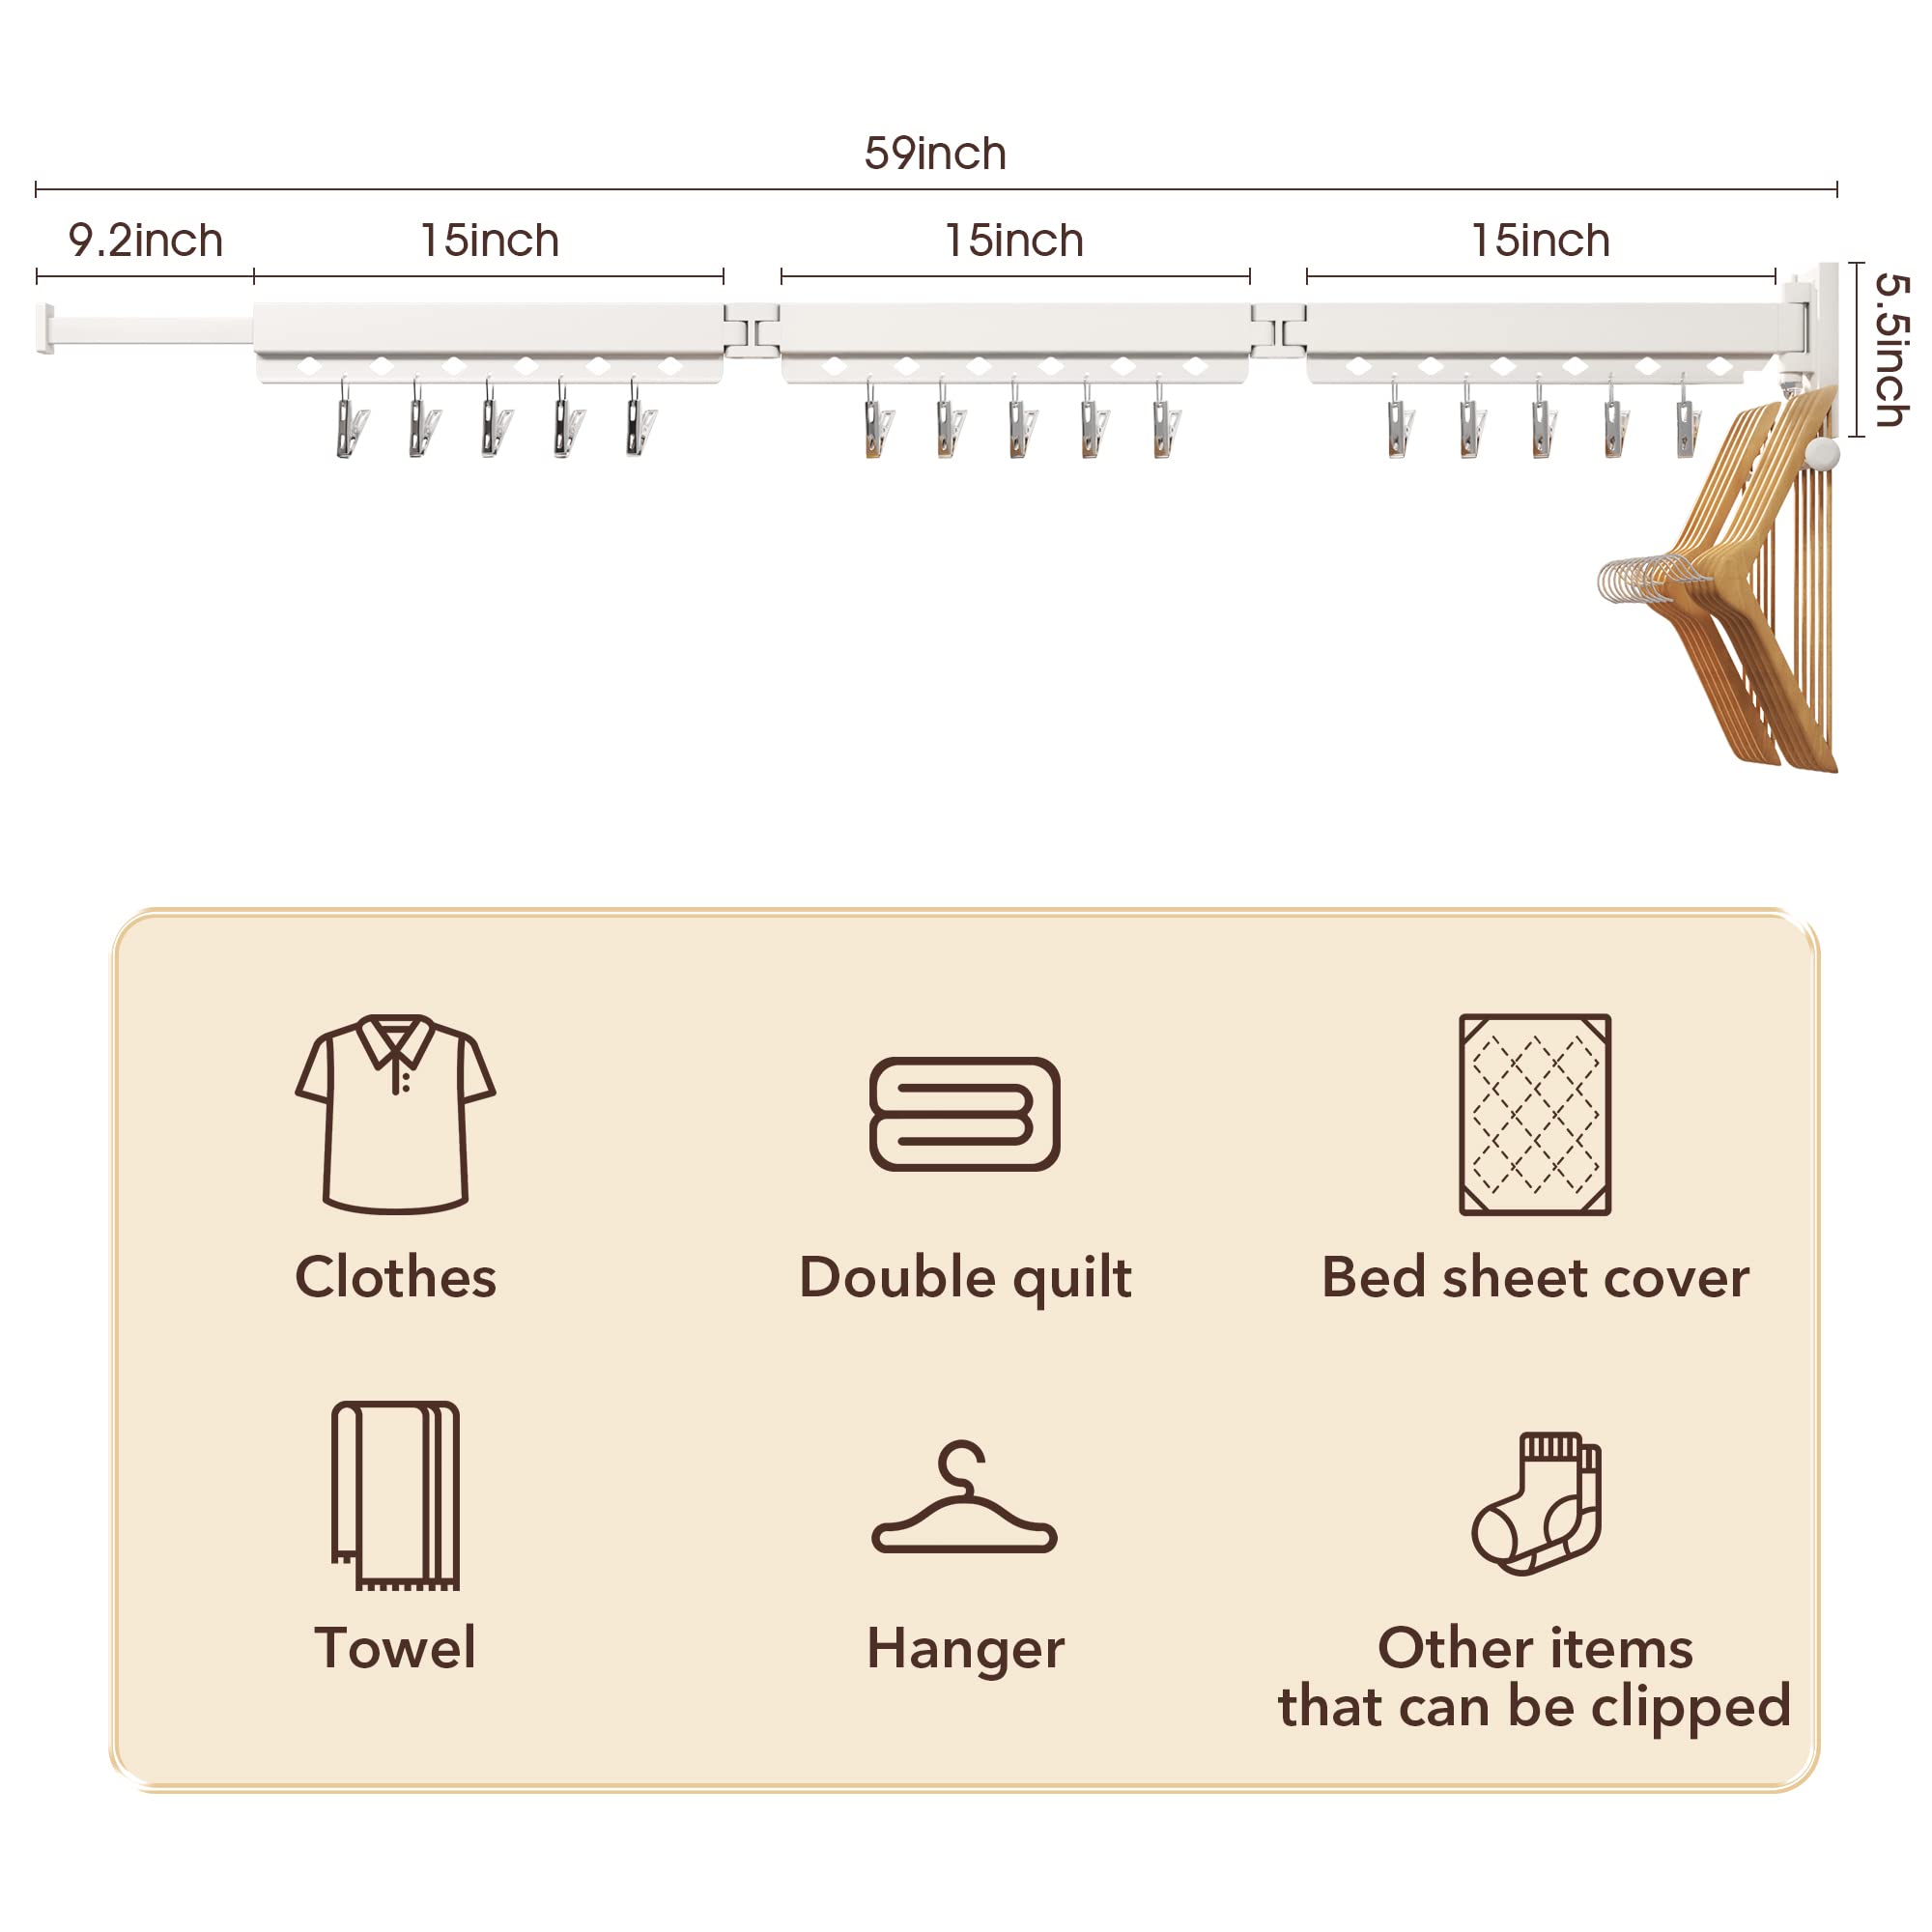 59inch
9.2inch
15inch
15inch
15inch
5.5inch
Clothes
Double quilt
Bed sheet cover
Towel
Hanger
Other items
that can be clipped